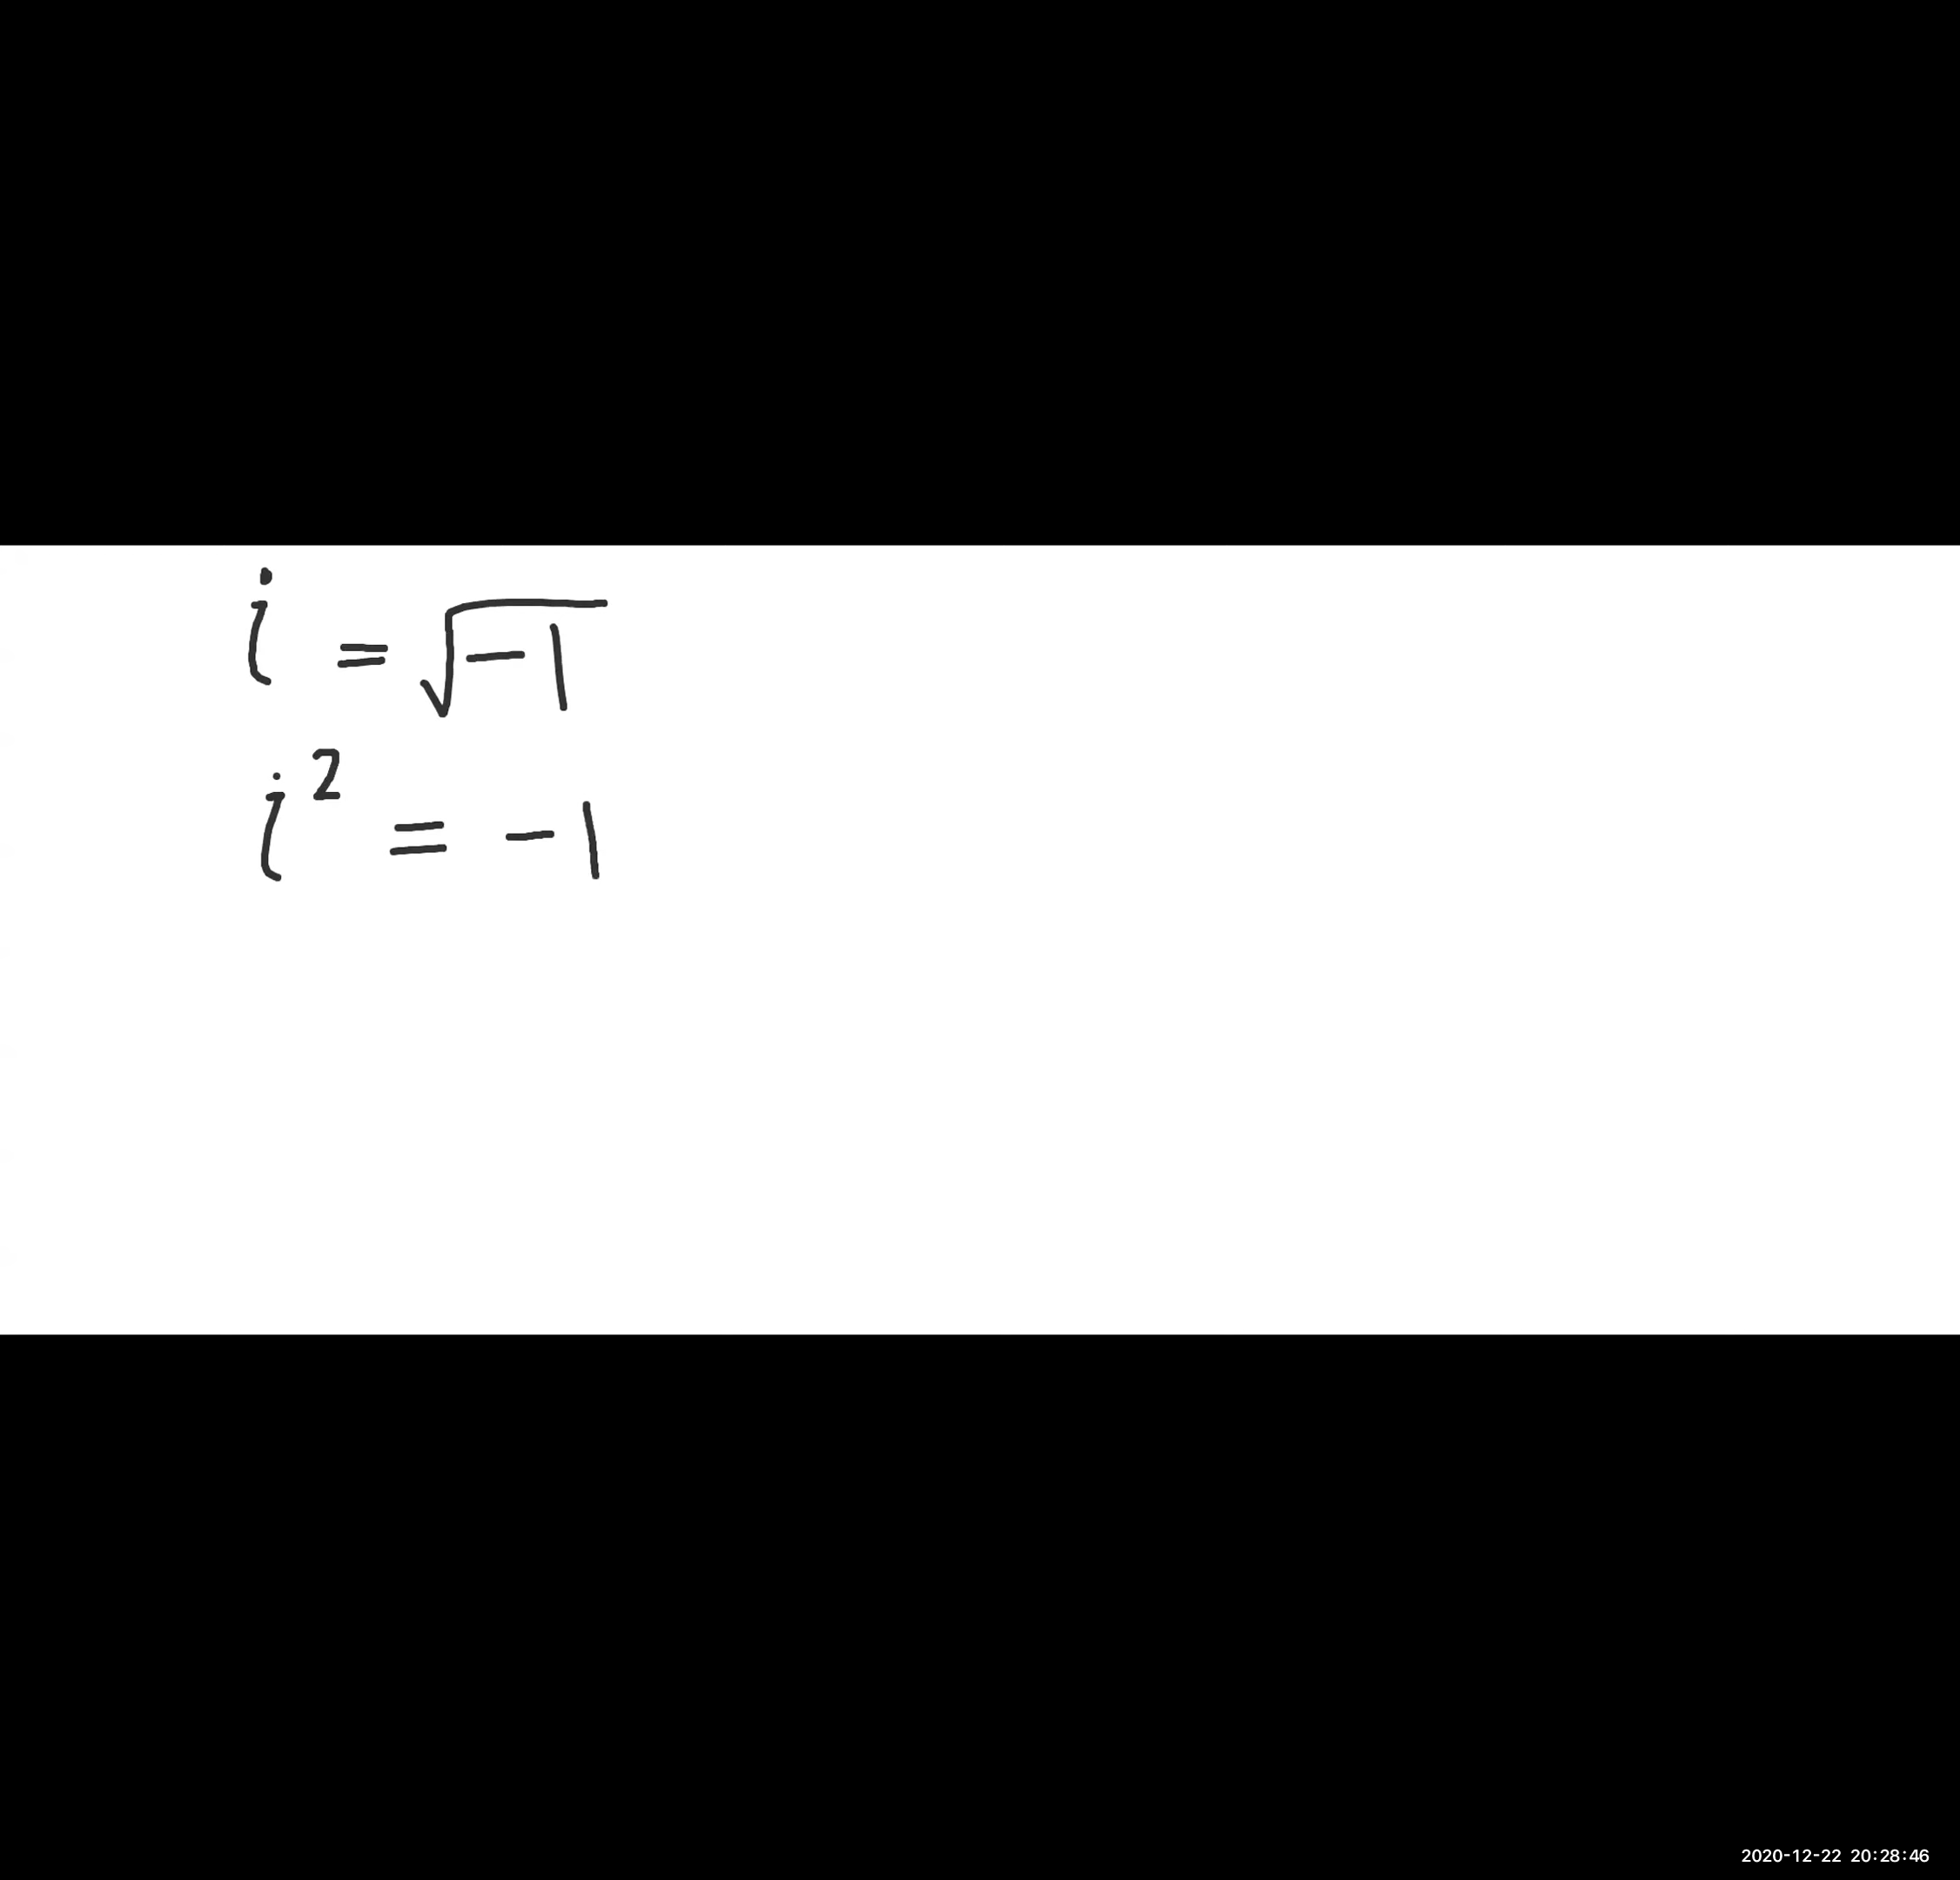 i = √-1
i² = -1
2020-12-22 20:28:46